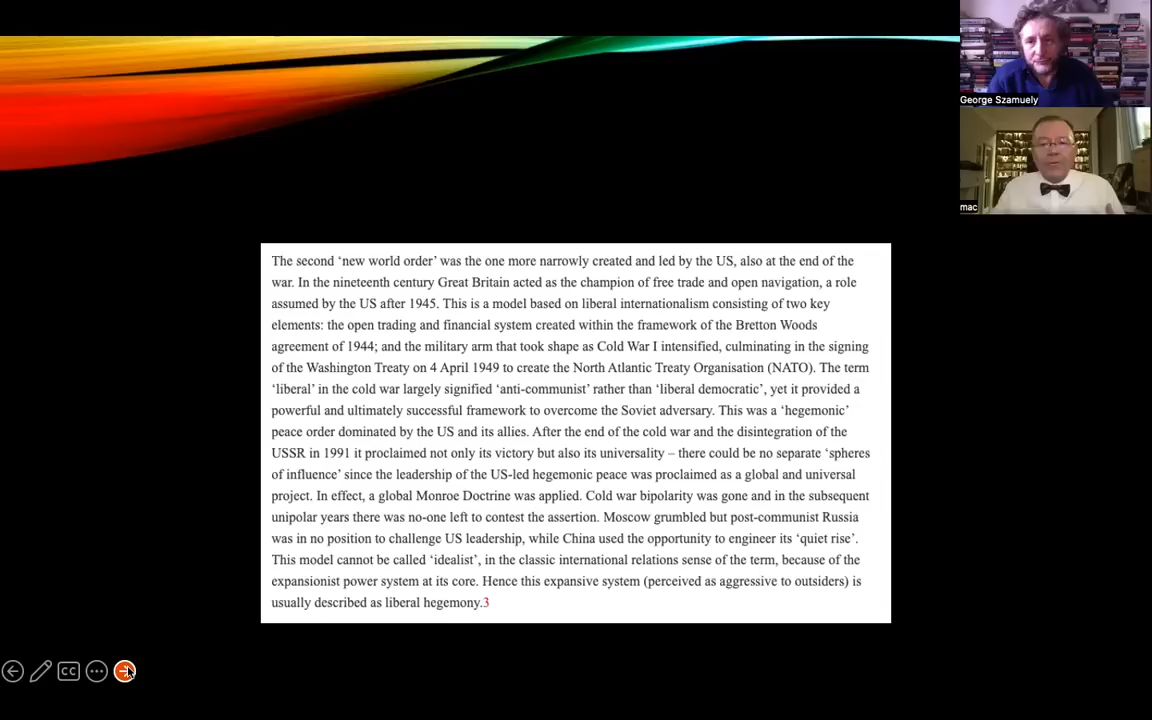 George Szamuely
mac
The second ‘new world order’ was the one more narrowly created and led by the US, also at the end of the
war. In the nineteenth century Great Britain acted as the champion of free trade and open navigation, a role
assumed by the US after 1945. This is a model based on liberal internationalism consisting of two key
elements: the open trading and financial system created within the framework of the Bretton Woods
agreement of 1944; and the military arm that took shape as Cold War I intensified, culminating in the signing
of the Washington Treaty on 4 April 1949 to create the North Atlantic Treaty Organisation (NATO). The term
‘liberal’ in the cold war largely signified ‘anti-communist’ rather than ‘liberal democratic’, yet it provided a
powerful and ultimately successful framework to overcome the Soviet adversary. This was a ‘hegemonic’
peace order dominated by the US and its allies. After the end of the cold war and the disintegration of the
USSR in 1991 it proclaimed not only its victory but also its universality – there could be no separate ‘spheres
of influence’ since the leadership of the US-led hegemonic peace was proclaimed as a global and universal
project. In effect, a global Monroe Doctrine was applied. Cold war bipolarity was gone and in the subsequent
unipolar years there was no-one left to contest the assertion. Moscow grumbled but post-communist Russia
was in no position to challenge US leadership, while China used the opportunity to engineer its ‘quiet rise’.
This model cannot be called ‘idealist’, in the classic international relations sense of the term, because of the
expansionist power system at its core. Hence this expansive system (perceived as aggressive to outsiders) is
usually described as liberal hegemony.3
CC